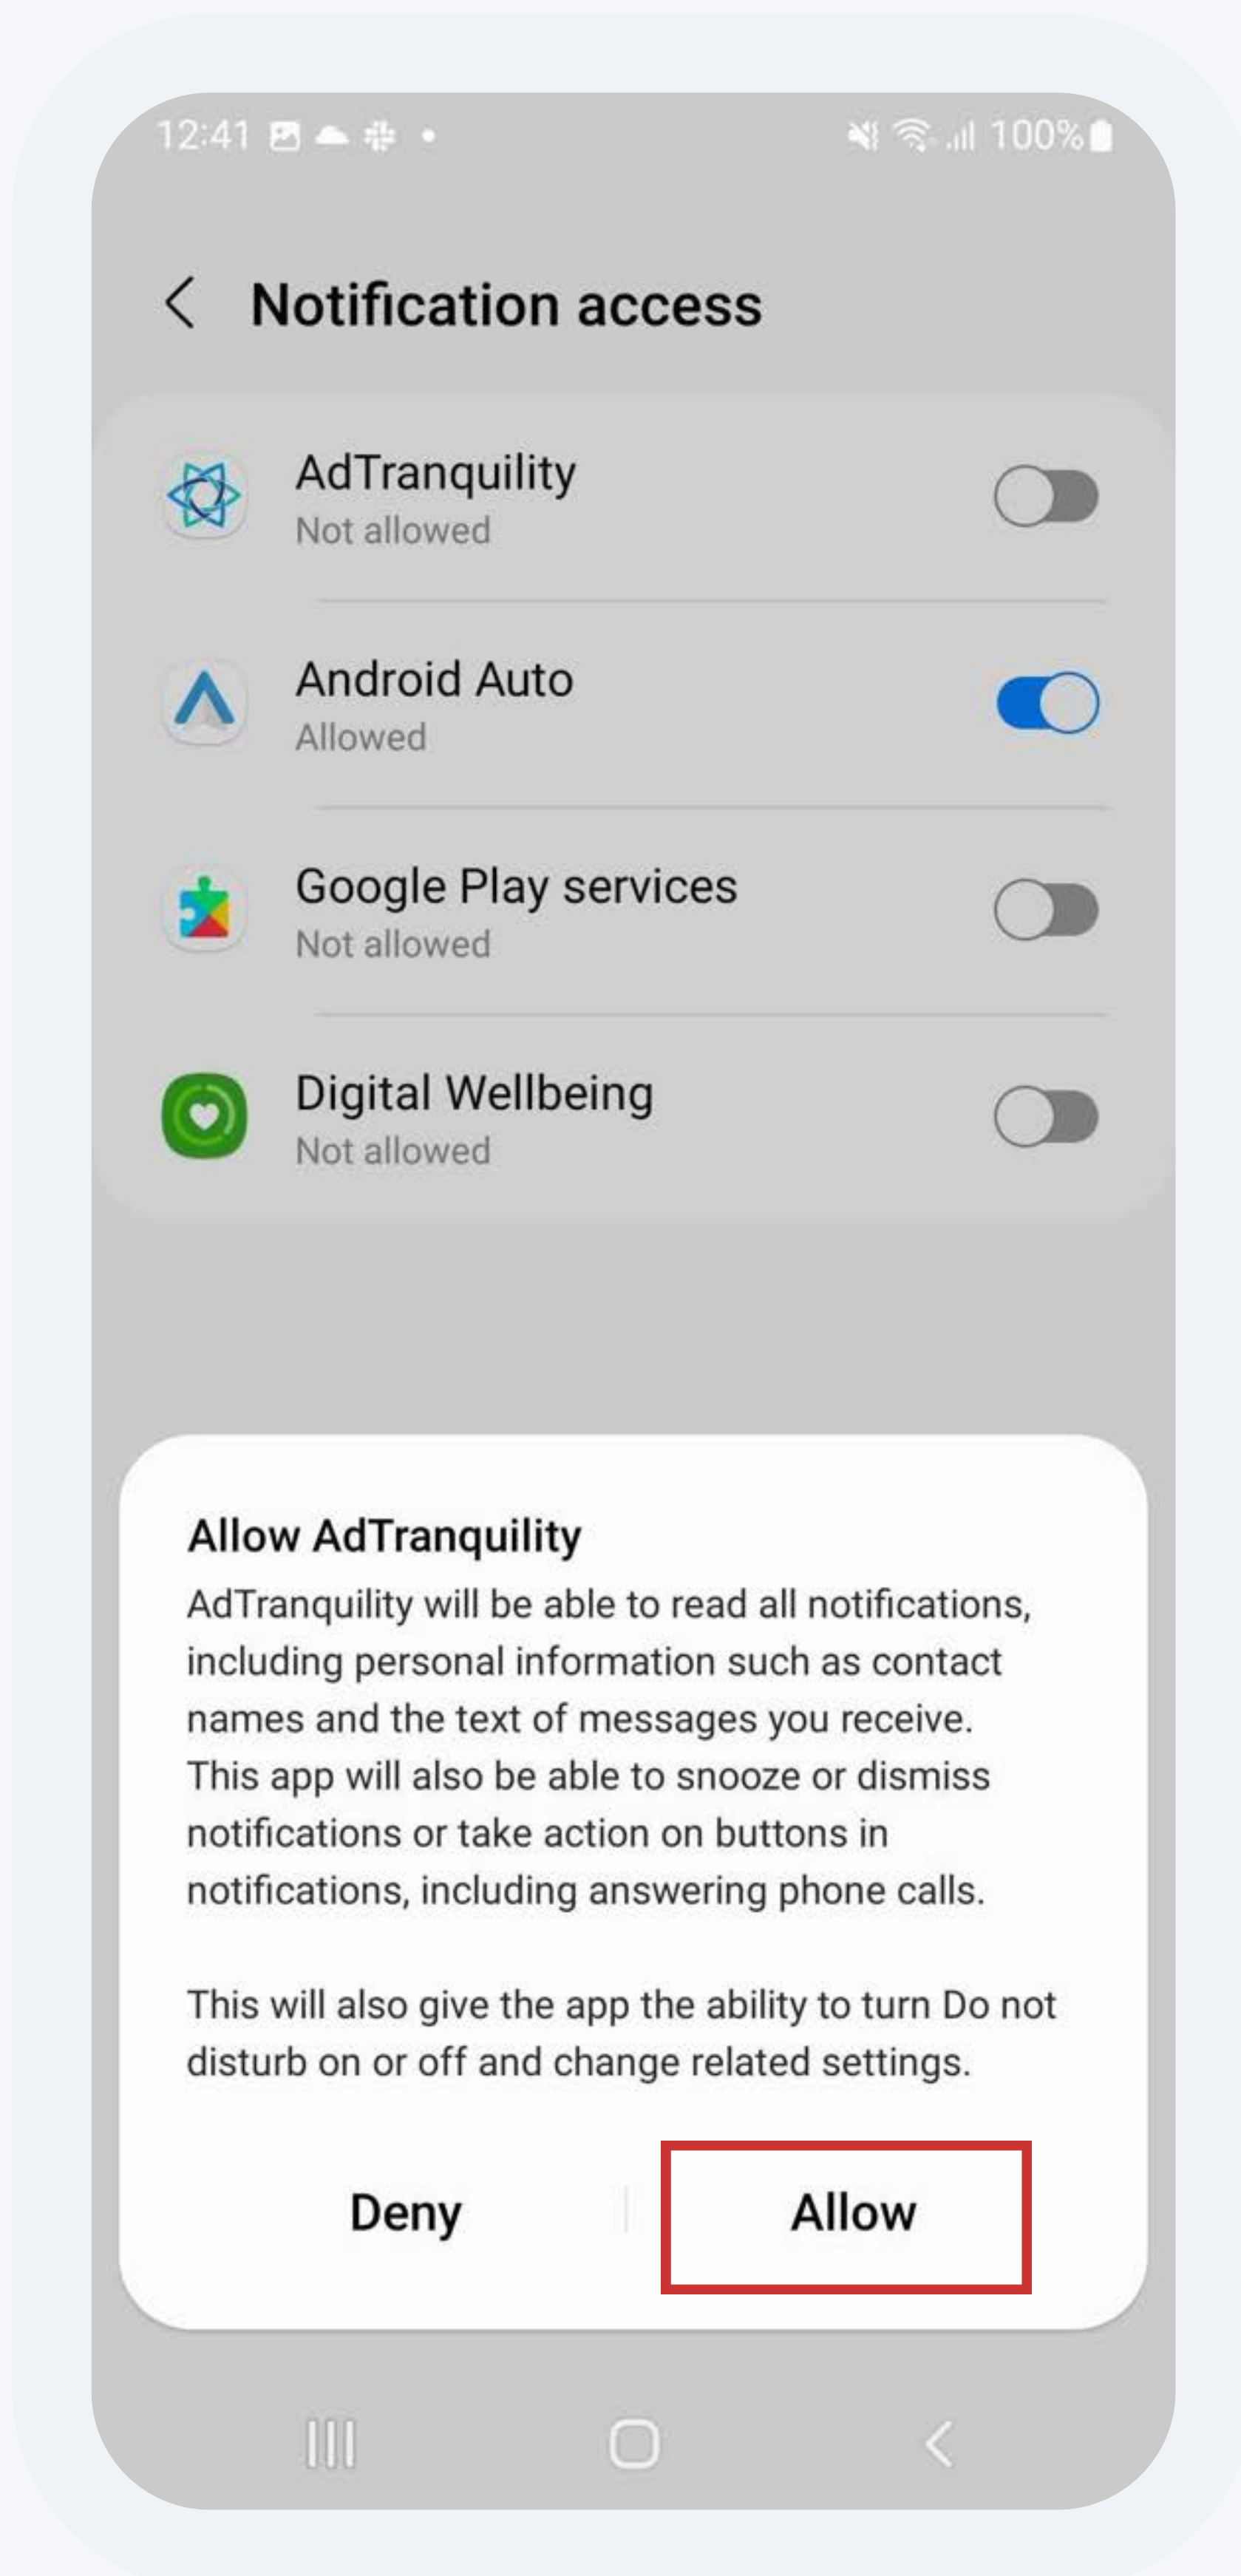 12:41 100%
Notification access
AdTranquility
Not allowed
Android Auto
Allowed
Google Play services
Not allowed
Digital Wellbeing
Not allowed
Allow AdTranquility
AdTranquility will be able to read all notifications,
including personal information such as contact
names and the text of messages you receive.
This app will also be able to snooze or dismiss
notifications or take action on buttons in
notifications, including answering phone calls.
This will also give the app the ability to turn Do not
disturb on or off and change related settings.
Deny Allow